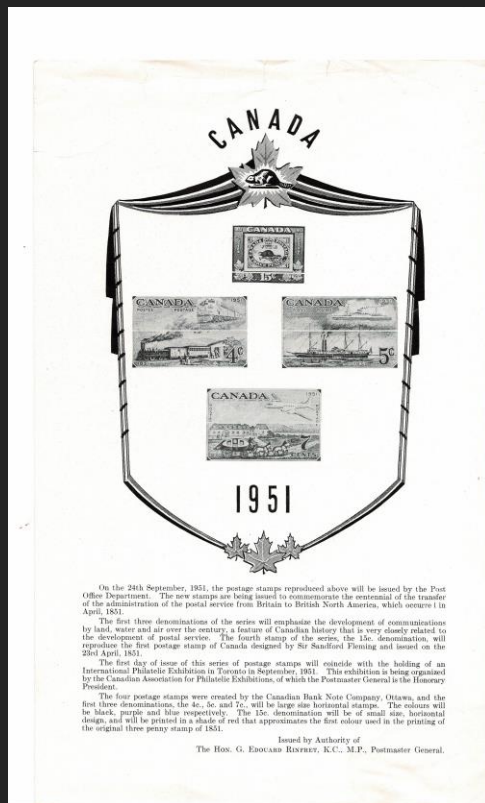 CANADA
CANADA
15¢
CANADA
POSTES POSTAGE
1951
4¢
CANADA
5¢
CANADA
1951
7 CENTS
1951
On the 24th September, 1951, the postage stamps reproduced above will be issued by the Post
Office Department. The new stamps are being issued to commemorate the centennial of the transfer
of the administration of the postal service from Britain to British North America, which occurred in
April, 1851.
The first three denominations of the series will emphasize the development of communications
by land, water and air over the century, a feature of Canadian history that is very closely related to
the development of postal service. The fourth stamp of the series, the 15c. denomination, will
reproduce the first postage stamp of Canada designed by Sir Sandford Fleming and issued on the
23rd April, 1851.
The first day of issue of this series of postage stamps will coincide with the holding of an
International Philatelic Exhibition in Toronto in September, 1951. This exhibition is being organized
by the Canadian Association for Philatelic Exhibitions, of which the Postmaster General is the Honorary
President.
The four postage stamps were created by the Canadian Bank Note Company, Ottawa, and the
first three denominations, the 4c., 5c. and 7c., will be large size horizontal stamps. The colours will
be black, purple and blue respectively. The 15c. denomination will be of small size, horizontal
design, and will be printed in a shade of red that approximates the first colour used in the printing of
the original three penny stamp of 1851.
Issued by Authority of
The Hon. G. Edouard Rinfret, K.C., M.P., Postmaster General.